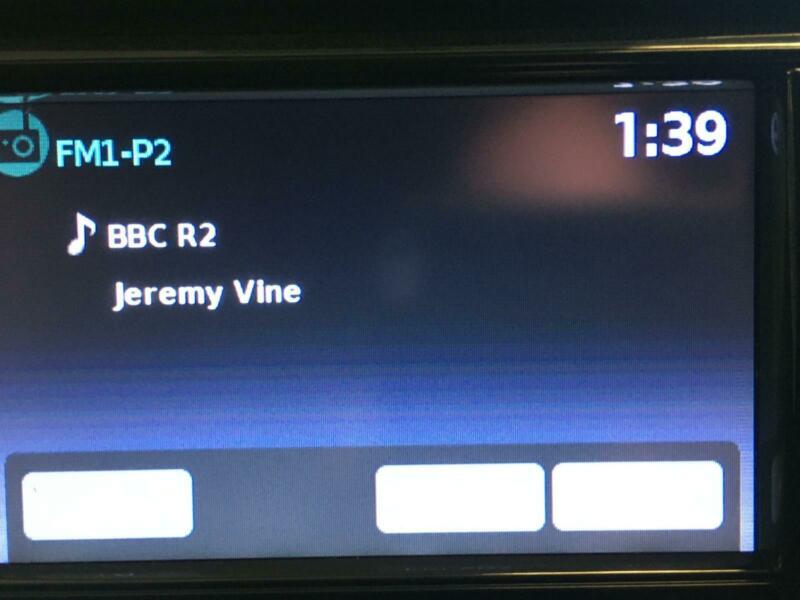 FM1-P2
1:39
BBC R2
Jeremy Vine